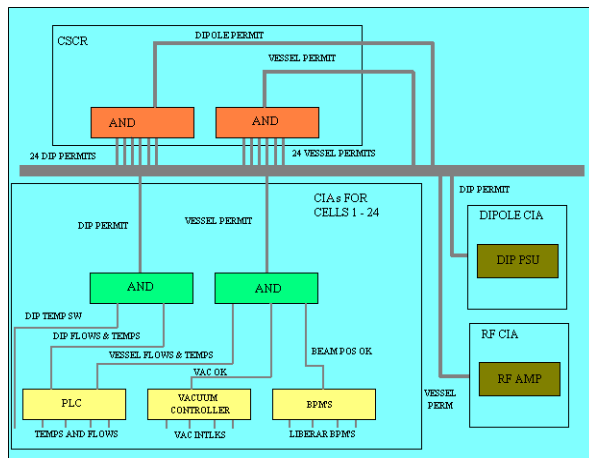 DIPOLE PERMIT
CSCR
VESSEL PERMIT
AND
AND
24 DIP PERMITS
24 VESSEL PERMITS
CIAs FOR
CELLS 1 - 24
DIP PERMIT
VESSEL PERMIT
DIP PERMIT
DIPOLE CIA
DIP PSU
AND
AND
DIP TEMP SW
DIP FLOWS & TEMPS
VESSEL FLOWS & TEMPS
BEAM POS OK
VAC OK
RF CIA
RF AMP
VESSEL
PERM
PLC
VACUUM
CONTROLLER
BPM'S
TEMPS AND FLOWS
VAC INTLKS
LIBERAR BPM'S